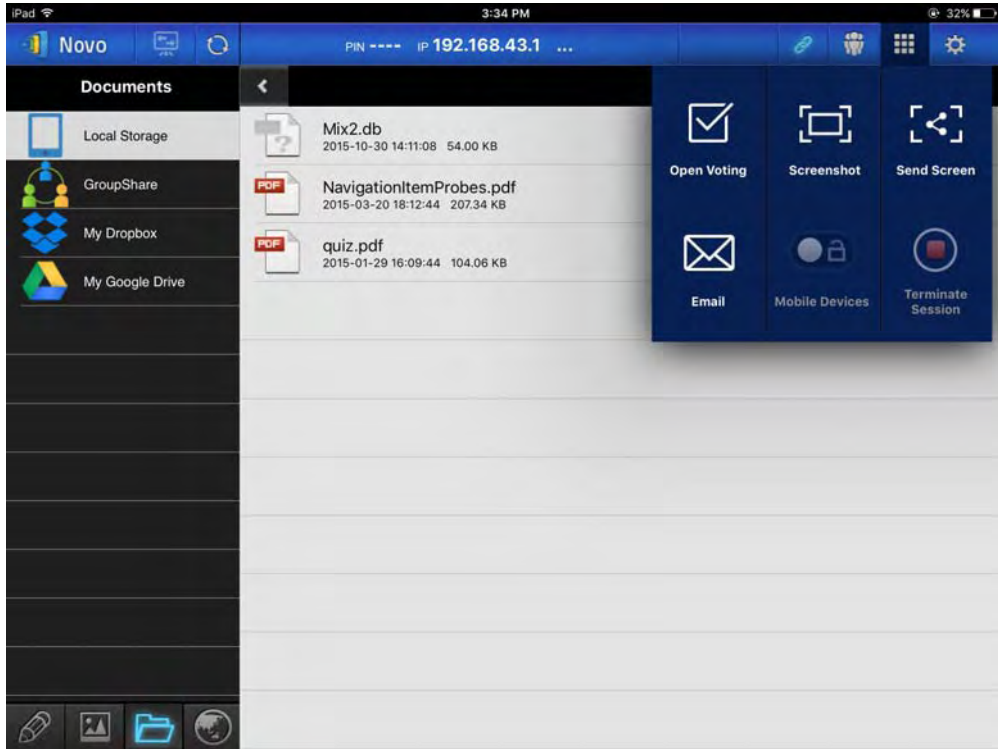 iPad 3:34 PM 32%
Novo PIN ---- IP 192.168.43.1 ...
Documents
Local Storage
GroupShare
My Dropbox
My Google Drive
Mix2.db
2015-10-30 14:11:08 54.00 KB
PDF
NavigationItemProbes.pdf
2015-03-20 18:12:44 207.34 KB
PDF
quiz.pdf
2015-01-29 16:09:44 104.06 KB
Open Voting
Screenshot
Send Screen
Email
Mobile Devices
Terminate
Session